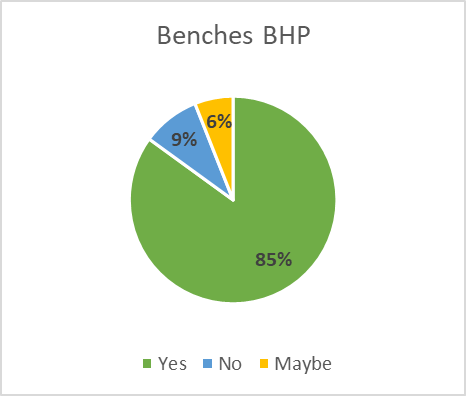 Benches BHP
6%
9%
85%
Yes No Maybe